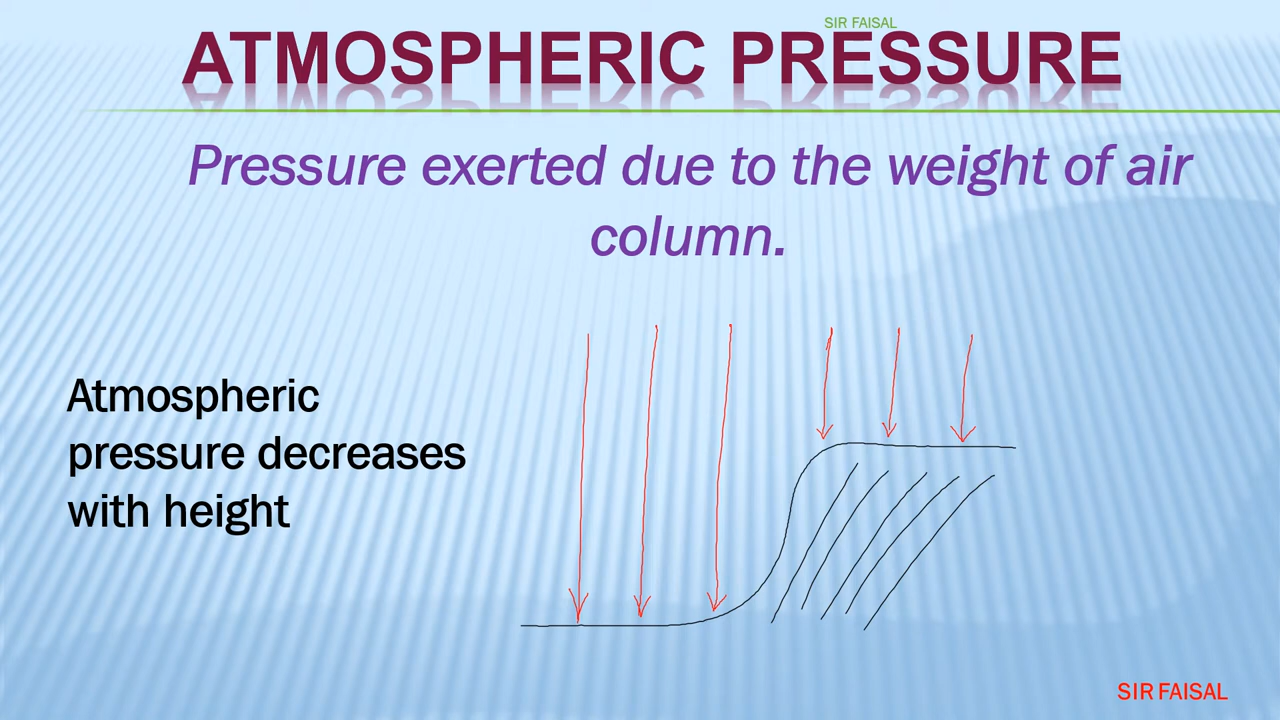 SIR FAISAL
ATMOSPHERIC PRESSURE
Pressure exerted due to the weight of air
column.
Atmospheric
pressure decreases
with height
SIR FAISAL